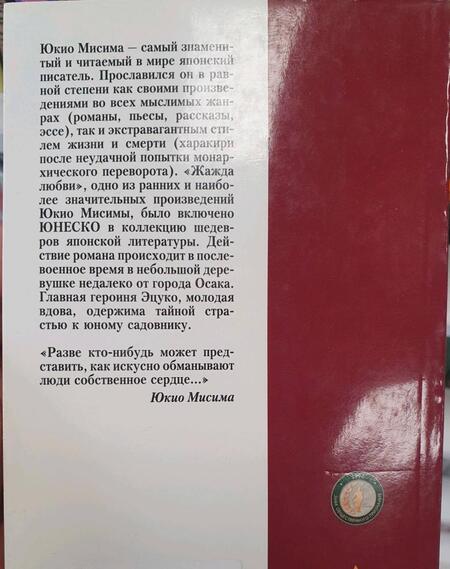 Юкио Мисима – самый знамени-
тый и читаемый в мире японский
писатель. Прославился он в рав-
ной степени как своими произве-
дениями во всех мыслимых жан-
рах (романы, пьесы, рассказы,
эссе), так и экстравагантным сти-
лем жизни и смерти (харакири
после неудачной попытки монар-
хического переворота). «Жажда
любви», одно из ранних и наибо-
лее значительных произведений
Юкио Мисимы, было включено
ЮНЕСКО в коллекцию шедев-
ров японской литературы. Дей-
ствие романа происходит в после-
военное время в небольшой дере-
вушке недалеко от города Осака.
Главная героиня Эцуко, молодая
вдова, одержима тайной стра-
стью к юному садовнику.
«Разве кто-нибудь может пред-
ставить, как искусно обманывают
люди собственное сердце...»
Юкио Мисима